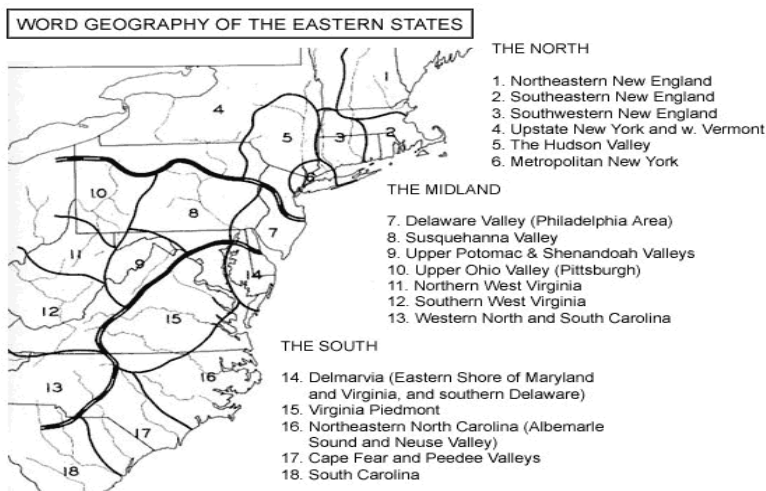 WORD GEOGRAPHY OF THE EASTERN STATES
THE NORTH
1. Northeastern New England
2. Southeastern New England
3. Southwestern New England
4. Upstate New York and w. Vermont
5. The Hudson Valley
6. Metropolitan New York
THE MIDLAND
7. Delaware Valley (Philadelphia Area)
8. Susquehanna Valley
9. Upper Potomac & Shenandoah Valleys
10. Upper Ohio Valley (Pittsburgh)
11. Northern West Virginia
12. Southern West Virginia
13. Western North and South Carolina
THE SOUTH
14. Delmarvia (Eastern Shore of Maryland
and Virginia, and southern Delaware)
15. Virginia Piedmont
16. Northeastern North Carolina (Albemarle
Sound and Neuse Valley)
17. Cape Fear and Peedee Valleys
18. South Carolina
1
4
5
3
2
6
10
8
7
11
9
14
12
15
13
16
17
18